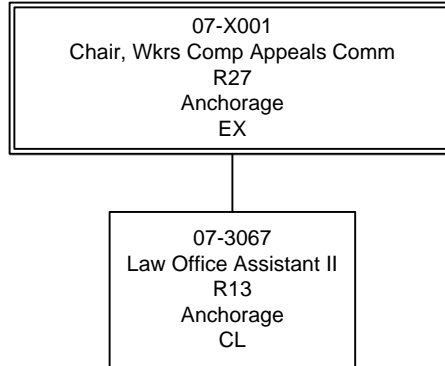 07-X001
Chair, Wkrs Comp Appeals Comm
R27
Anchorage
EX
07-3067
Law Office Assistant II
R13
Anchorage
CL